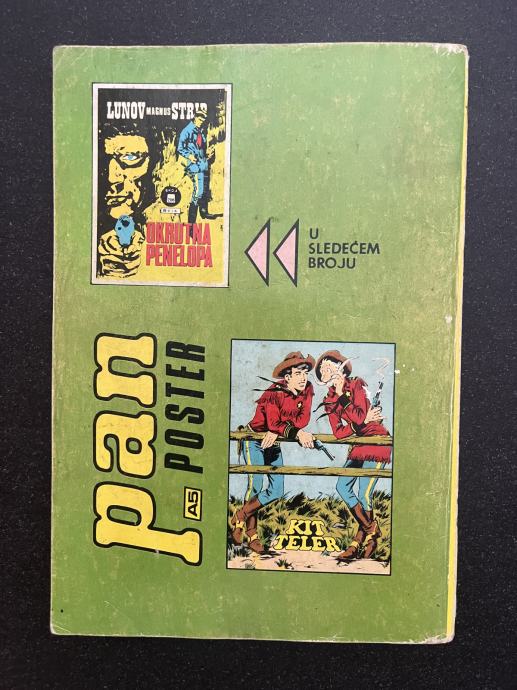 LUNOV MAGNUS STRIP
OKRUTNA
PENELOPA
U
SLEDEĆEM
BROJU
pan
POSTER
A5
KIT
TELER